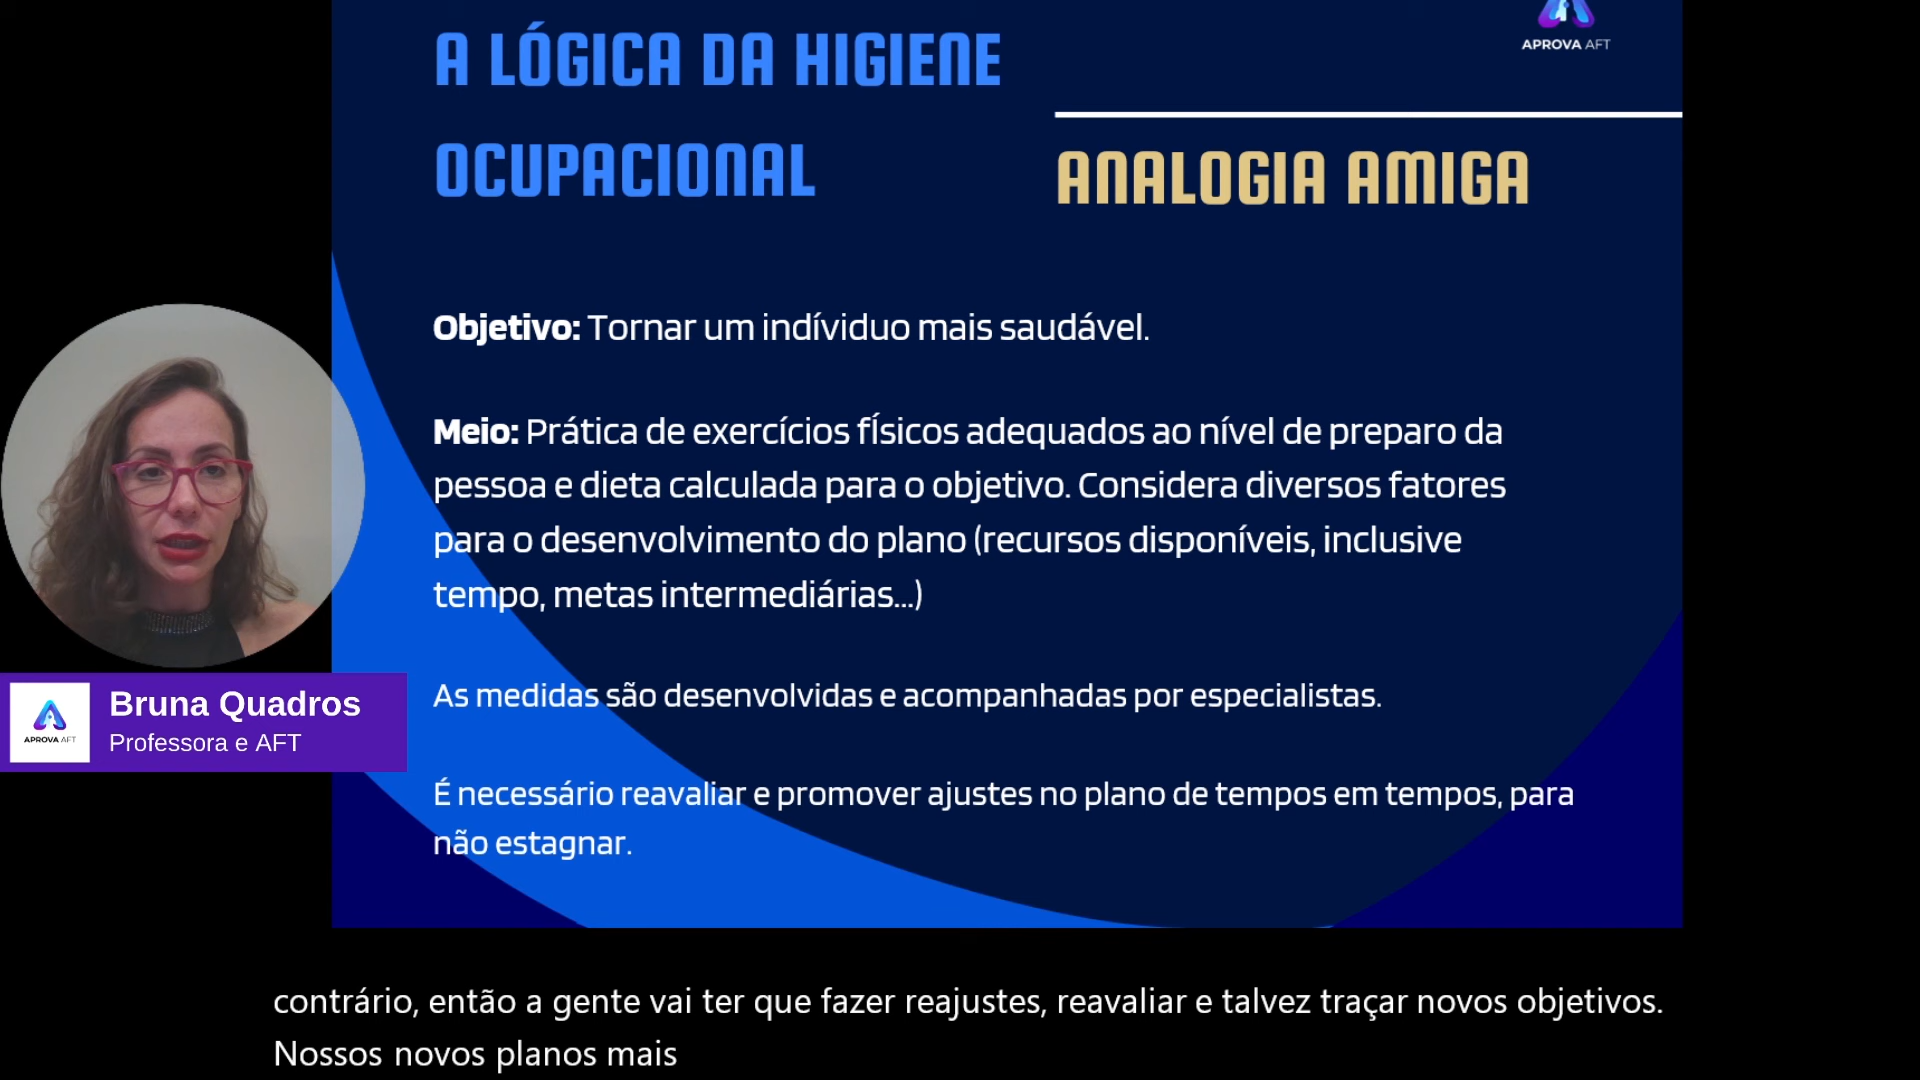 A LÓGICA DA HIGIENE
OCUPACIONAL
APROVA AFT
ANALOGIA AMIGA
Objetivo: Tornar um indíviduo mais saudável.
Meio: Prática de exercícios fÍsicos adequados ao nível de preparo da
pessoa e dieta calculada para o objetivo. Considera diversos fatores
para o desenvolvimento do plano (recursos disponíveis, inclusive
tempo, metas intermediárias...)
As medidas são desenvolvidas e acompanhadas por especialistas.
É necessário reavaliar e promover ajustes no plano de tempos em tempos, para
não estagnar.
APROVA AFT
Bruna Quadros
Professora e AFT
contrário, então a gente vai ter que fazer reajustes, reavaliar e talvez traçar novos objetivos.
Nossos novos planos mais